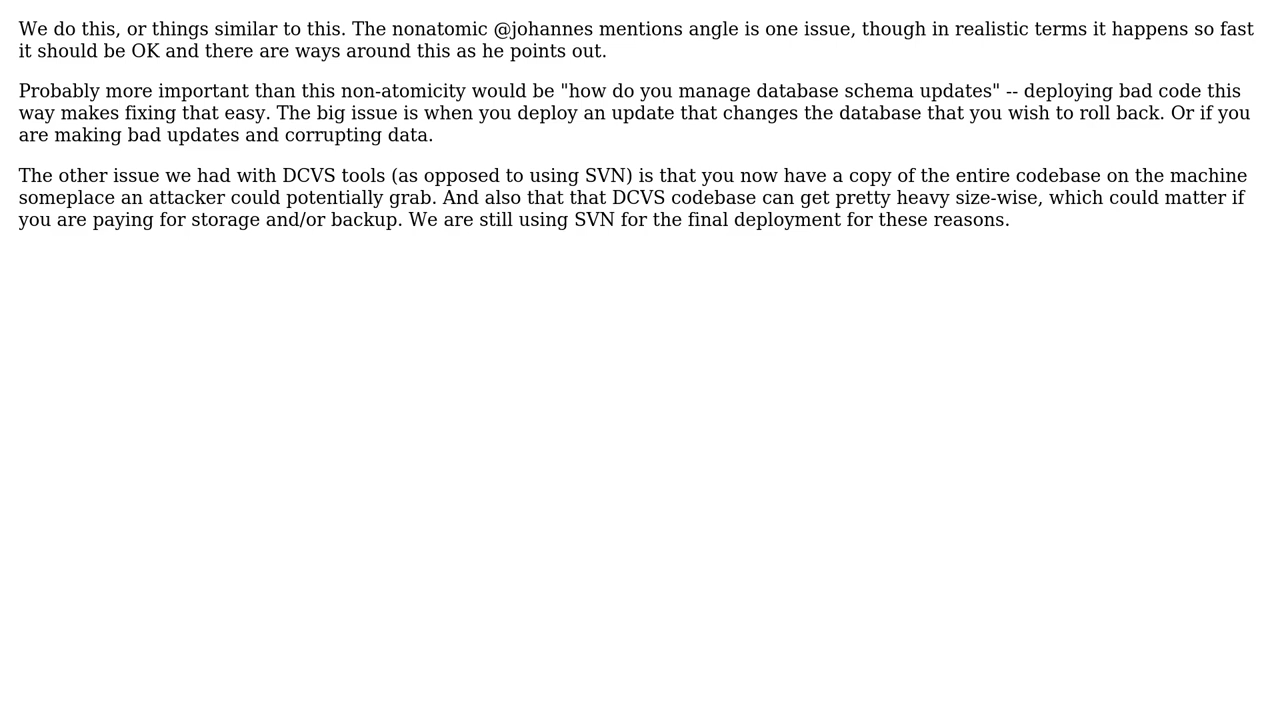 We do this, or things similar to this. The nonatomic @johannes mentions angle is one issue, though in realistic terms it happens so fast
it should be OK and there are ways around this as he points out.
Probably more important than this non-atomicity would be "how do you manage database schema updates" -- deploying bad code this
way makes fixing that easy. The big issue is when you deploy an update that changes the database that you wish to roll back. Or if you
are making bad updates and corrupting data.
The other issue we had with DCVS tools (as opposed to using SVN) is that you now have a copy of the entire codebase on the machine
someplace an attacker could potentially grab. And also that that DCVS codebase can get pretty heavy size-wise, which could matter if
you are paying for storage and/or backup. We are still using SVN for the final deployment for these reasons.